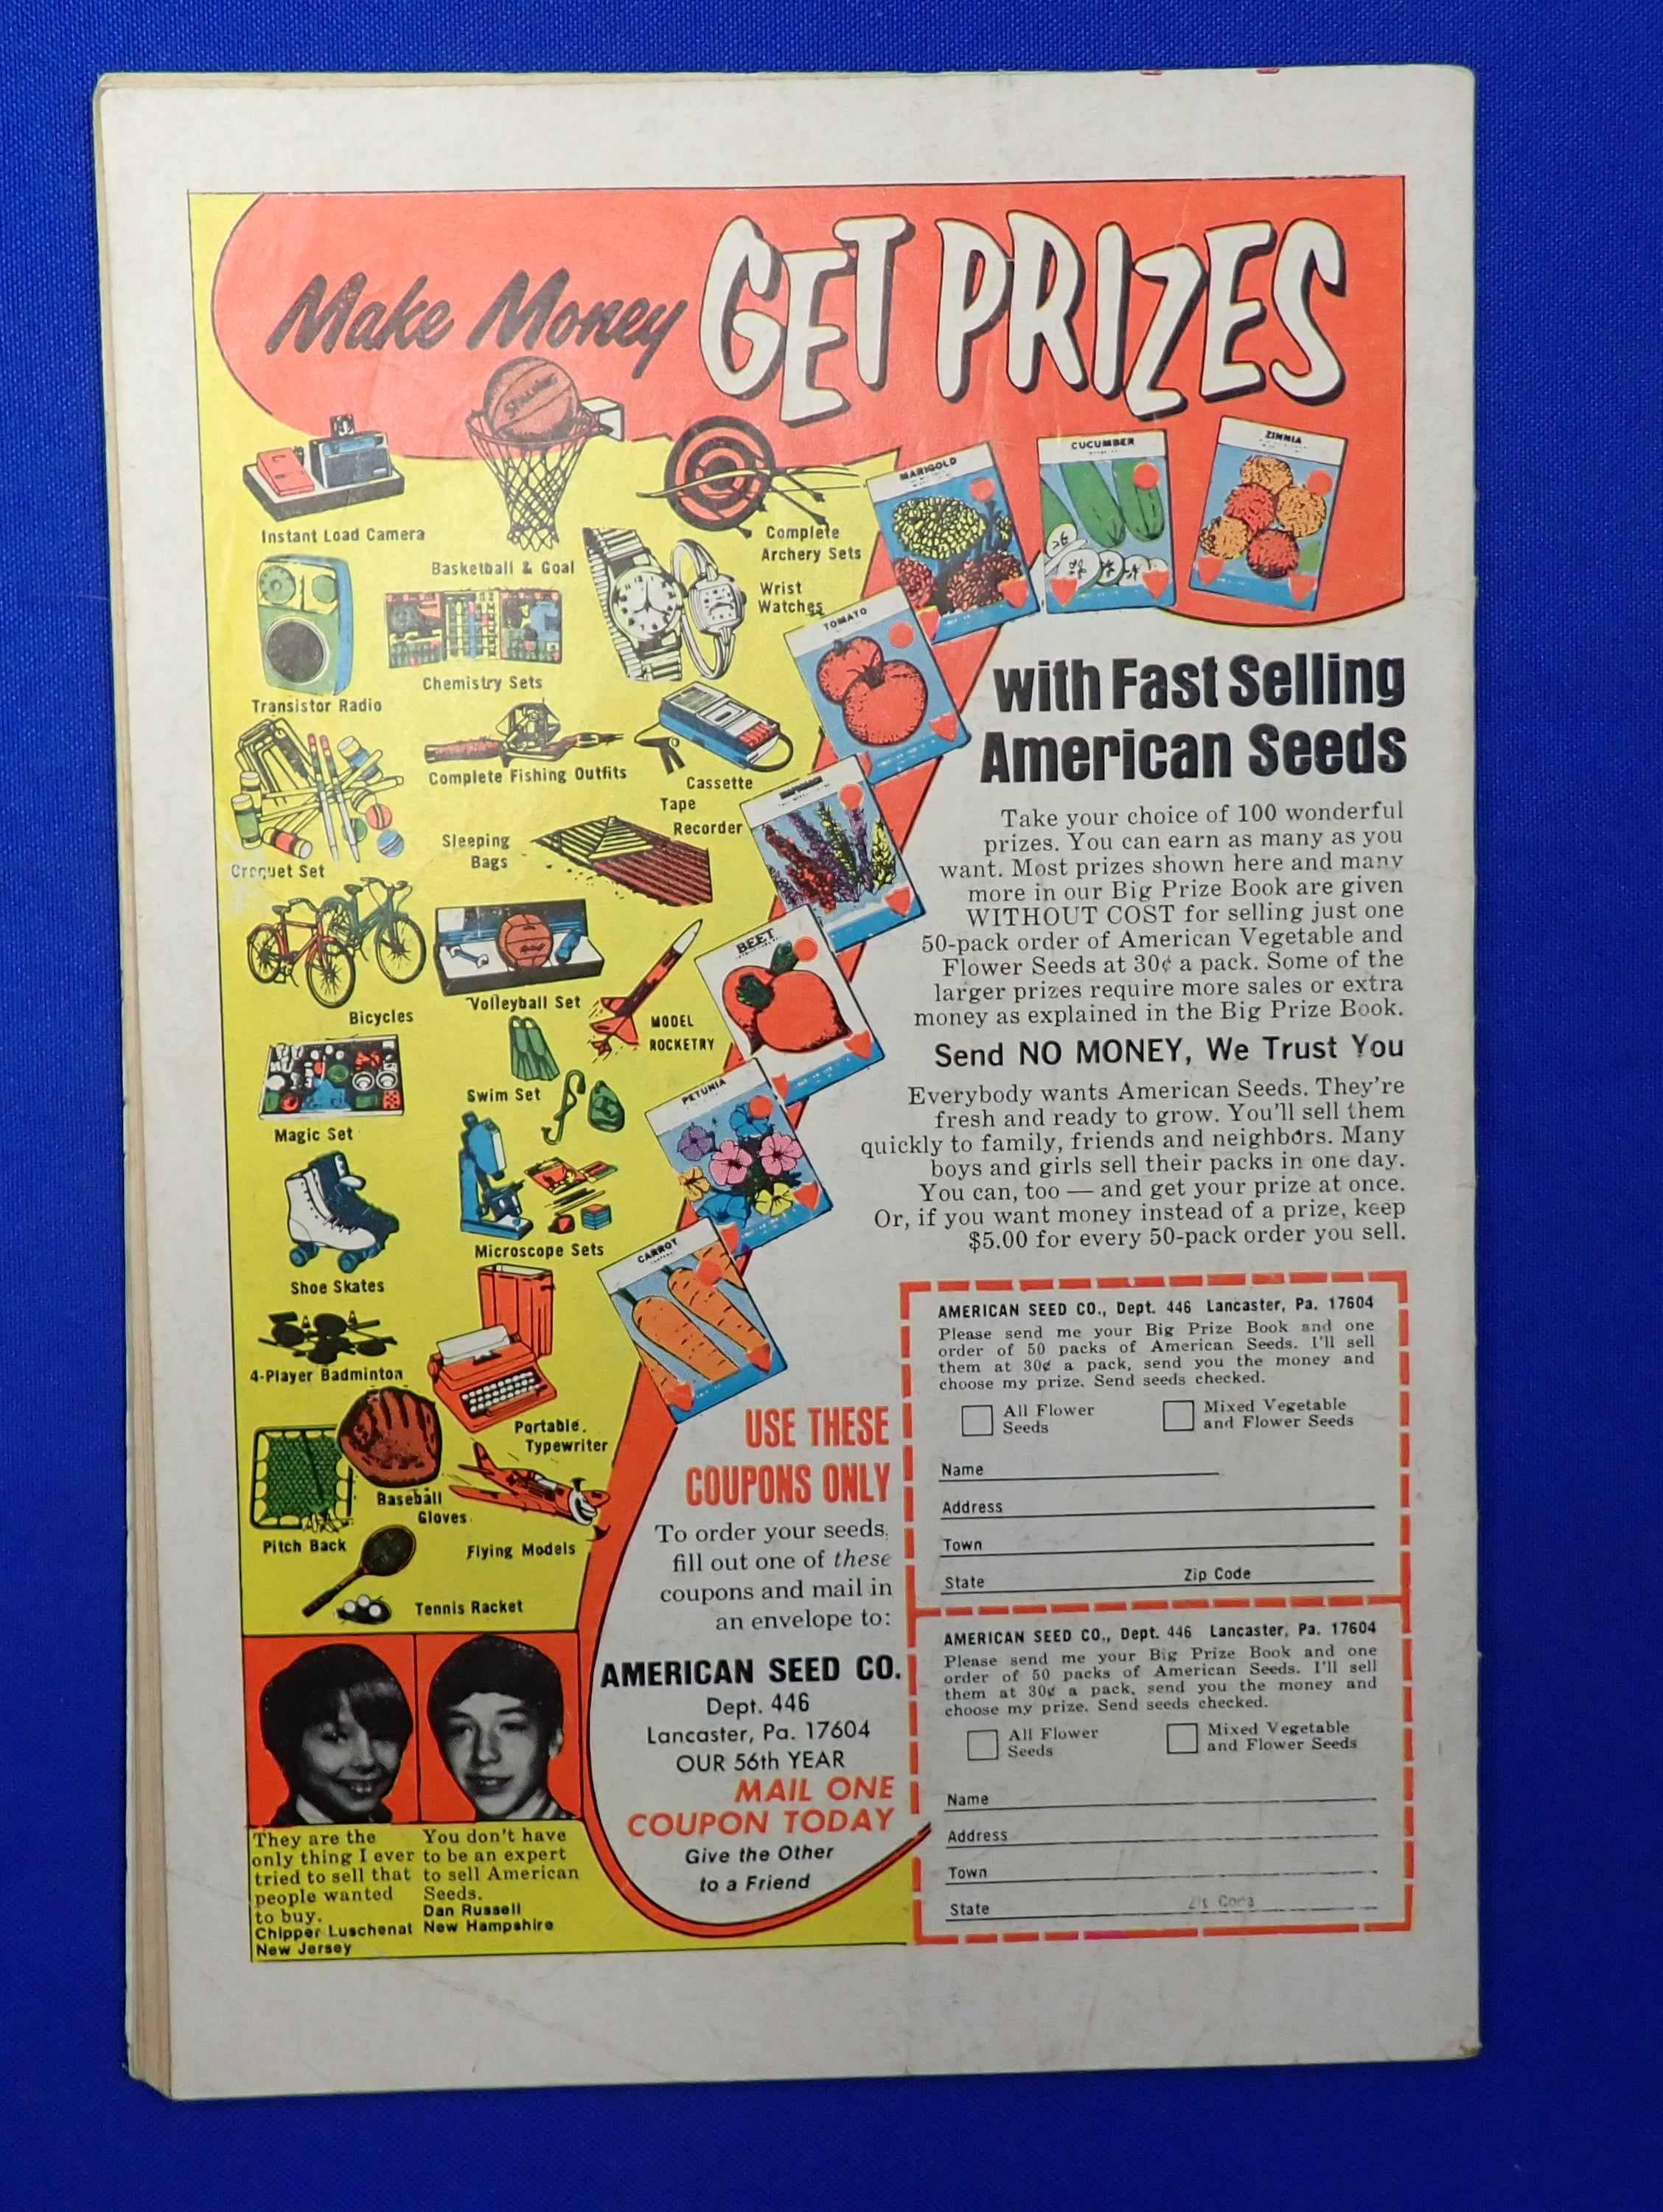 Make Money GET PRIZES
Instant Load Camera
Basketball & Goal
Complete
Archery Sets
Wrist
Watches
Transistor Radio
Chemistry Sets
Complete Fishing Outfits
Cassette
Tape
Recorder
Croquet Set
Sleeping
Bags
Bicycles
Volleyball Set
MODEL
ROCKETRY
Magic Set
Swim Set
Shoe Skates
Microscope Sets
4-Player Badminton
Portable
Typewriter
Pitch Back
Baseball
Gloves
Flying Models
Tennis Racket
MARIGOLD
CUCUMBER
ZINNIA
TOMATO
BEET
PETUNIA
CARROT
with Fast Selling
American Seeds
Take your choice of 100 wonderful
prizes. You can earn as many as you
want. Most prizes shown here and many
more in our Big Prize Book are given
WITHOUT COST for selling just one
50-pack order of American Vegetable and
Flower Seeds at 30¢ a pack. Some of the
larger prizes require more sales or extra
money as explained in the Big Prize Book.
Send NO MONEY, We Trust You
Everybody wants American Seeds. They're
fresh and ready to grow. You'll sell them
quickly to family, friends and neighbors. Many
boys and girls sell their packs in one day.
You can, too — and get your prize at once.
Or, if you want money instead of a prize, keep
$5.00 for every 50-pack order you sell.
USE THESE
COUPONS ONLY
To order your seeds,
fill out one of these
coupons and mail in
an envelope to:
AMERICAN SEED CO.
Dept. 446
Lancaster, Pa. 17604
OUR 56th YEAR
MAIL ONE
COUPON TODAY
Give the Other
to a Friend
AMERICAN SEED CO., Dept. 446 Lancaster, Pa. 17604
Please send me your Big Prize Book and one
order of 50 packs of American Seeds. I'll sell
them at 30¢ a pack, send you the money and
choose my prize. Send seeds checked.
All Flower
Seeds
Mixed Vegetable
and Flower Seeds
Name
Address
Town
State Zip Code
AMERICAN SEED CO., Dept. 446 Lancaster, Pa. 17604
Please send me your Big Prize Book and one
order of 50 packs of American Seeds. I'll sell
them at 30¢ a pack, send you the money and
choose my prize. Send seeds checked.
All Flower
Seeds
Mixed Vegetable
and Flower Seeds
Name
Address
Town
State Zip Code
They are the
only thing I ever
tried to sell that
people wanted
to buy.
Chipper Luschenat
New Jersey
You don't have
to be an expert
to sell American
Seeds.
Dan Russell
New Hampshire